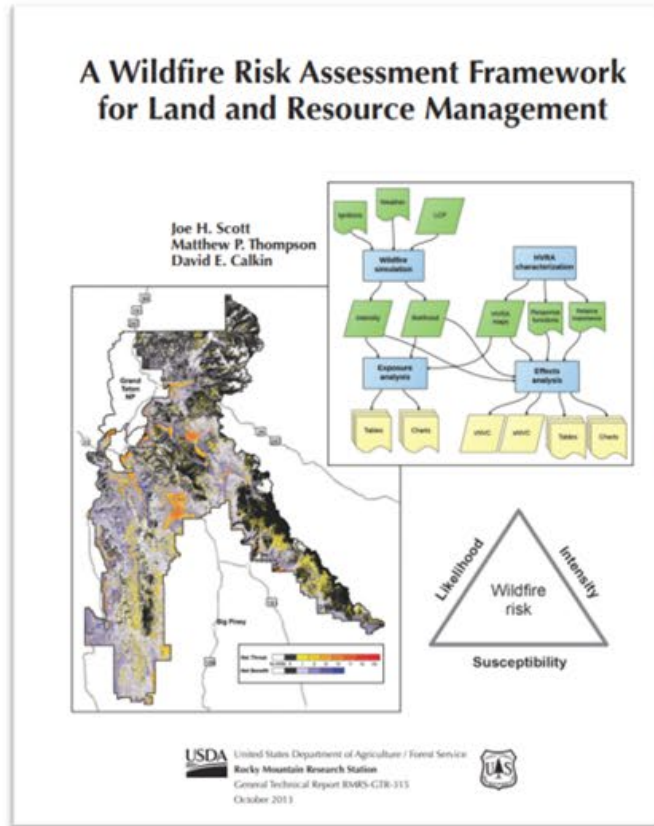 A Wildfire Risk Assessment Framework
for Land and Resource Management
Joe H. Scott
Matthew P. Thompson
David E. Calkin
Ignitions
Weather
LCP
Wildfire
simulation
HVRA
characterization
Intensity
likelihood
HVRA
maps
Response
functions
Relative
importance
Exposure
analysis
Effects
analysis
Tables
Charts
Tables
Charts
Grand
Teton
NP
Big Piney
Net Threat
Net Benefit
Likelihood
Intensity
Wildfire
risk
Susceptibility
USDA
United States Department of Agriculture / Forest Service
Rocky Mountain Research Station
General Technical Report RMRS-GTR-315
October 2013
U S